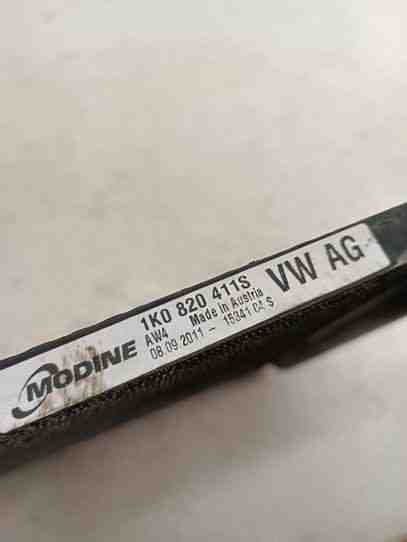 MODINE
1K0 820 411S
AW4 Made in Austria
08.09.2011 - 15341 04 S
VW AG